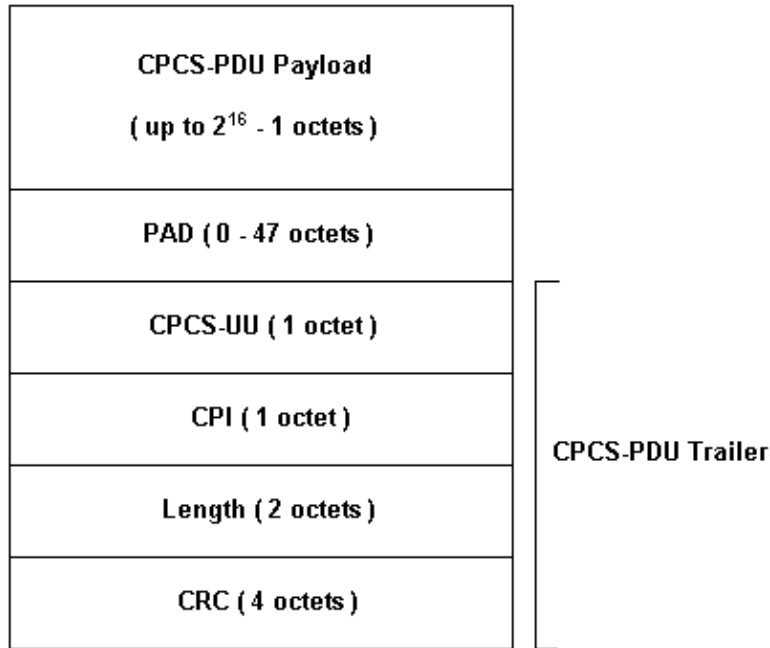 CPCS-PDU Payload
( up to 2^16 - 1 octets )
PAD ( 0 - 47 octets )
CPCS-UU ( 1 octet )
CPI ( 1 octet )
CPCS-PDU Trailer
Length ( 2 octets )
CRC ( 4 octets )